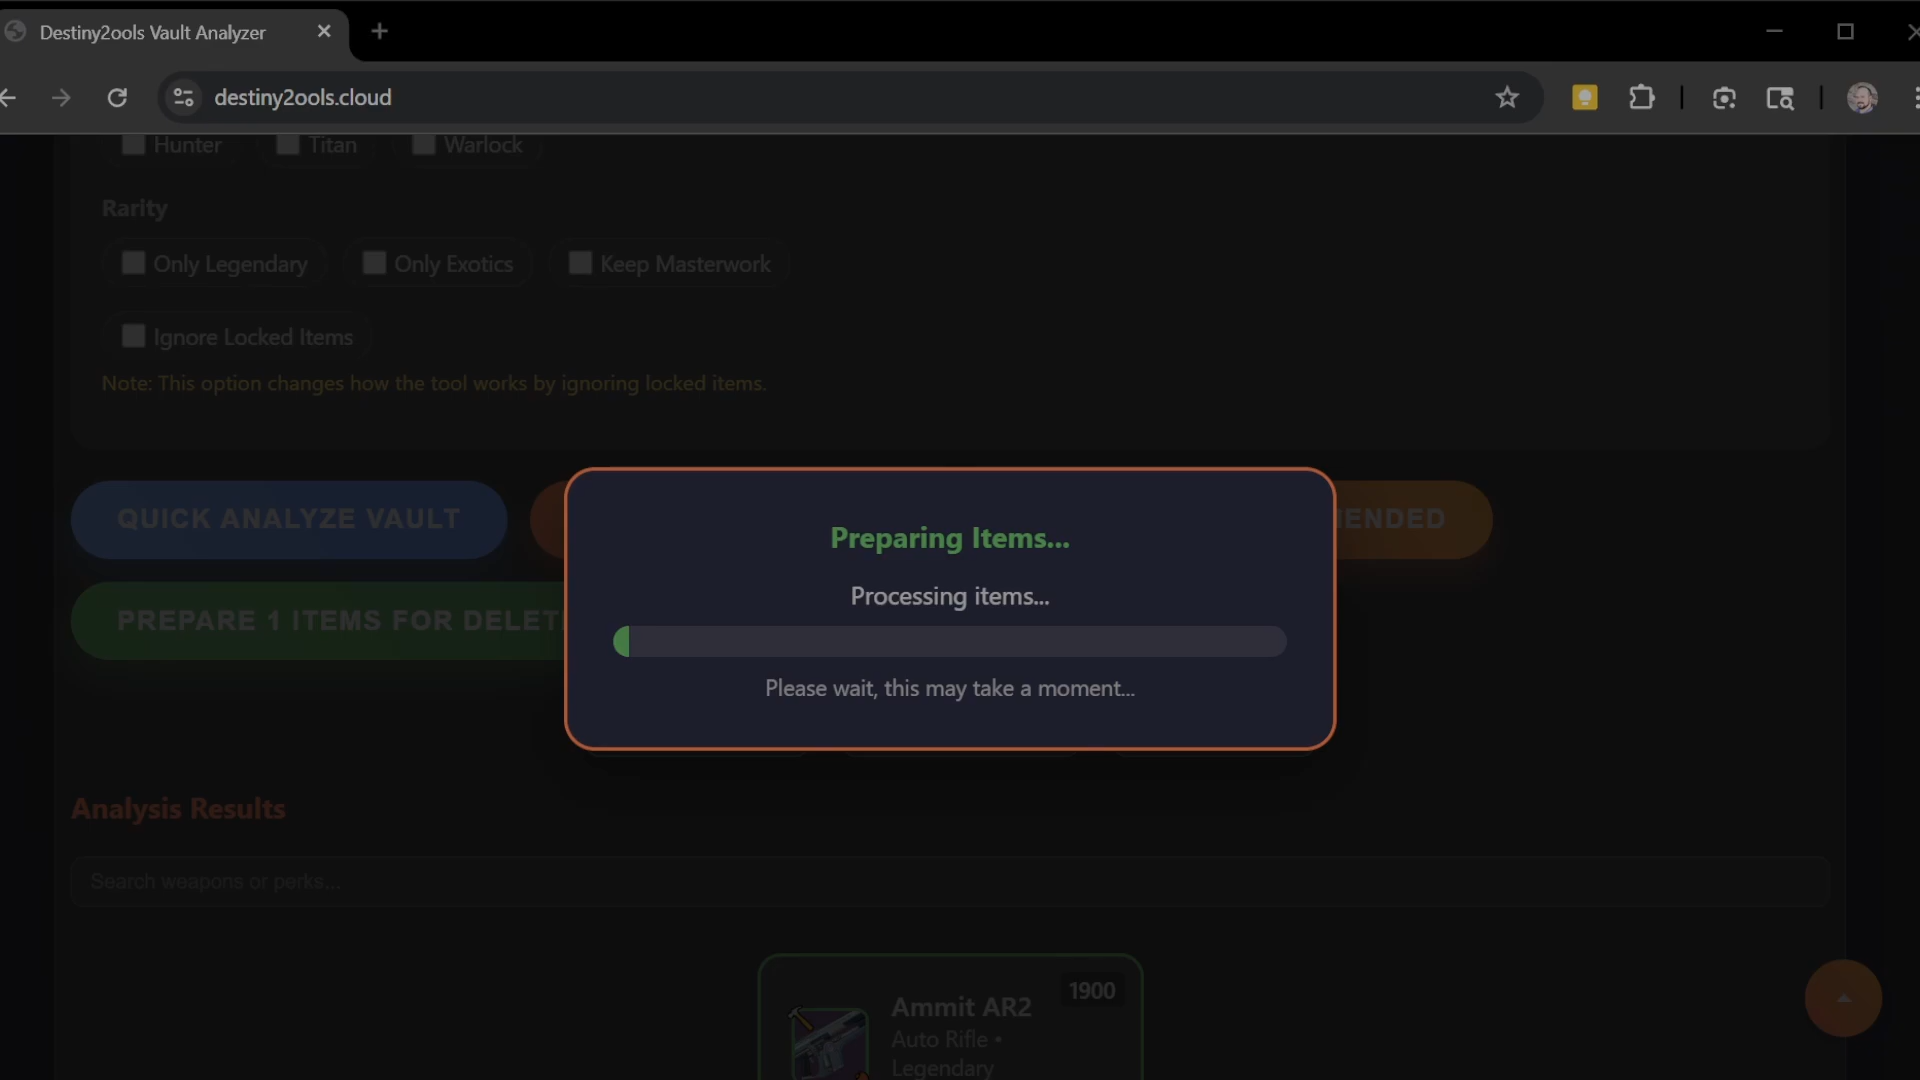 Destiny2ools Vault Analyzer
destiny2ools.cloud
Hunter Titan Warlock
Rarity
Only Legendary Only Exotics Keep Masterwork
Ignore Locked Items
Note: This option changes how the tool works by ignoring locked items.
QUICK ANALYZE VAULT
PREPARE 1 ITEMS FOR
Preparing Items...
Processing items...
Please wait, this may take a moment...
Analysis Results
Search weapons or perks...
Ammit AR2 1900
Auto Rifle •
Legendary